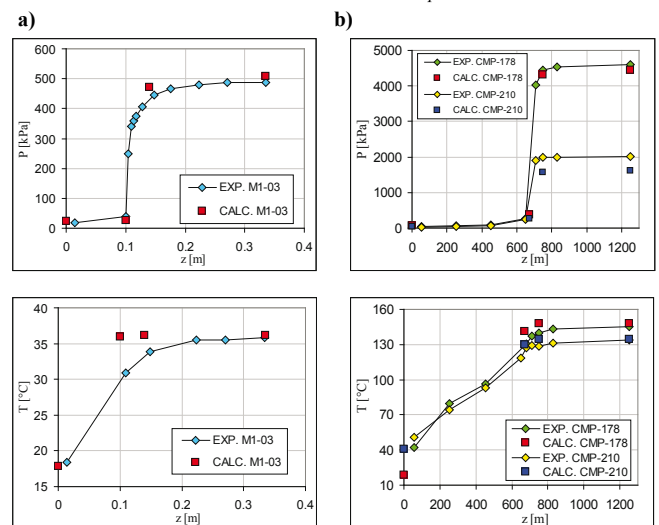 a) b)
600
500
400
300
200
100
0
P [kPa]
EXP. M1-03
CALC. M1-03
0 0.1 0.2 0.3 0.4
z [m]
5000
4000
3000
2000
1000
0
P [kPa]
EXP. CMP-178
CALC. CMP-178
EXP. CMP-210
CALC. CMP-210
0 200 400 600 800 1000 1200
z [m]
40
35
30
25
20
15
T [°C]
EXP. M1-03
CALC. M1-03
0 0.1 0.2 0.3 0.4
z [m]
160
130
100
70
40
10
T [°C]
EXP. CMP-178
CALC. CMP-178
EXP. CMP-210
CALC. CMP-210
0 200 400 600 800 1000 1200
z [m]